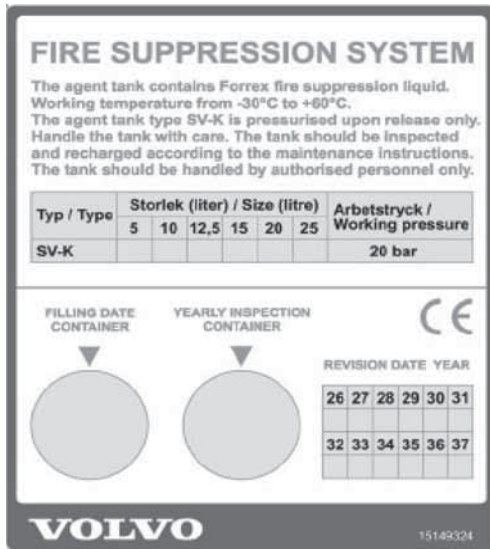 FIRE SUPPRESSION SYSTEM
The agent tank contains Forrex fire suppression liquid.
Working temperature from -30°C to +60°C.
The agent tank type SV-K is pressurised upon release only.
Handle the tank with care. The tank should be inspected
and recharged according to the maintenance instructions.
The tank should be handled by authorised personnel only.
Typ / Type
Storlek (liter) / Size (litre)
5 10 12,5 15 20 25
Arbetstryck /
Working pressure
SV-K
20 bar
FILLING DATE
CONTAINER
YEARLY INSPECTION
CONTAINER
CE
REVISION DATE YEAR
26 27 28 29 30 31
32 33 34 35 36 37
VOLVO
15149324